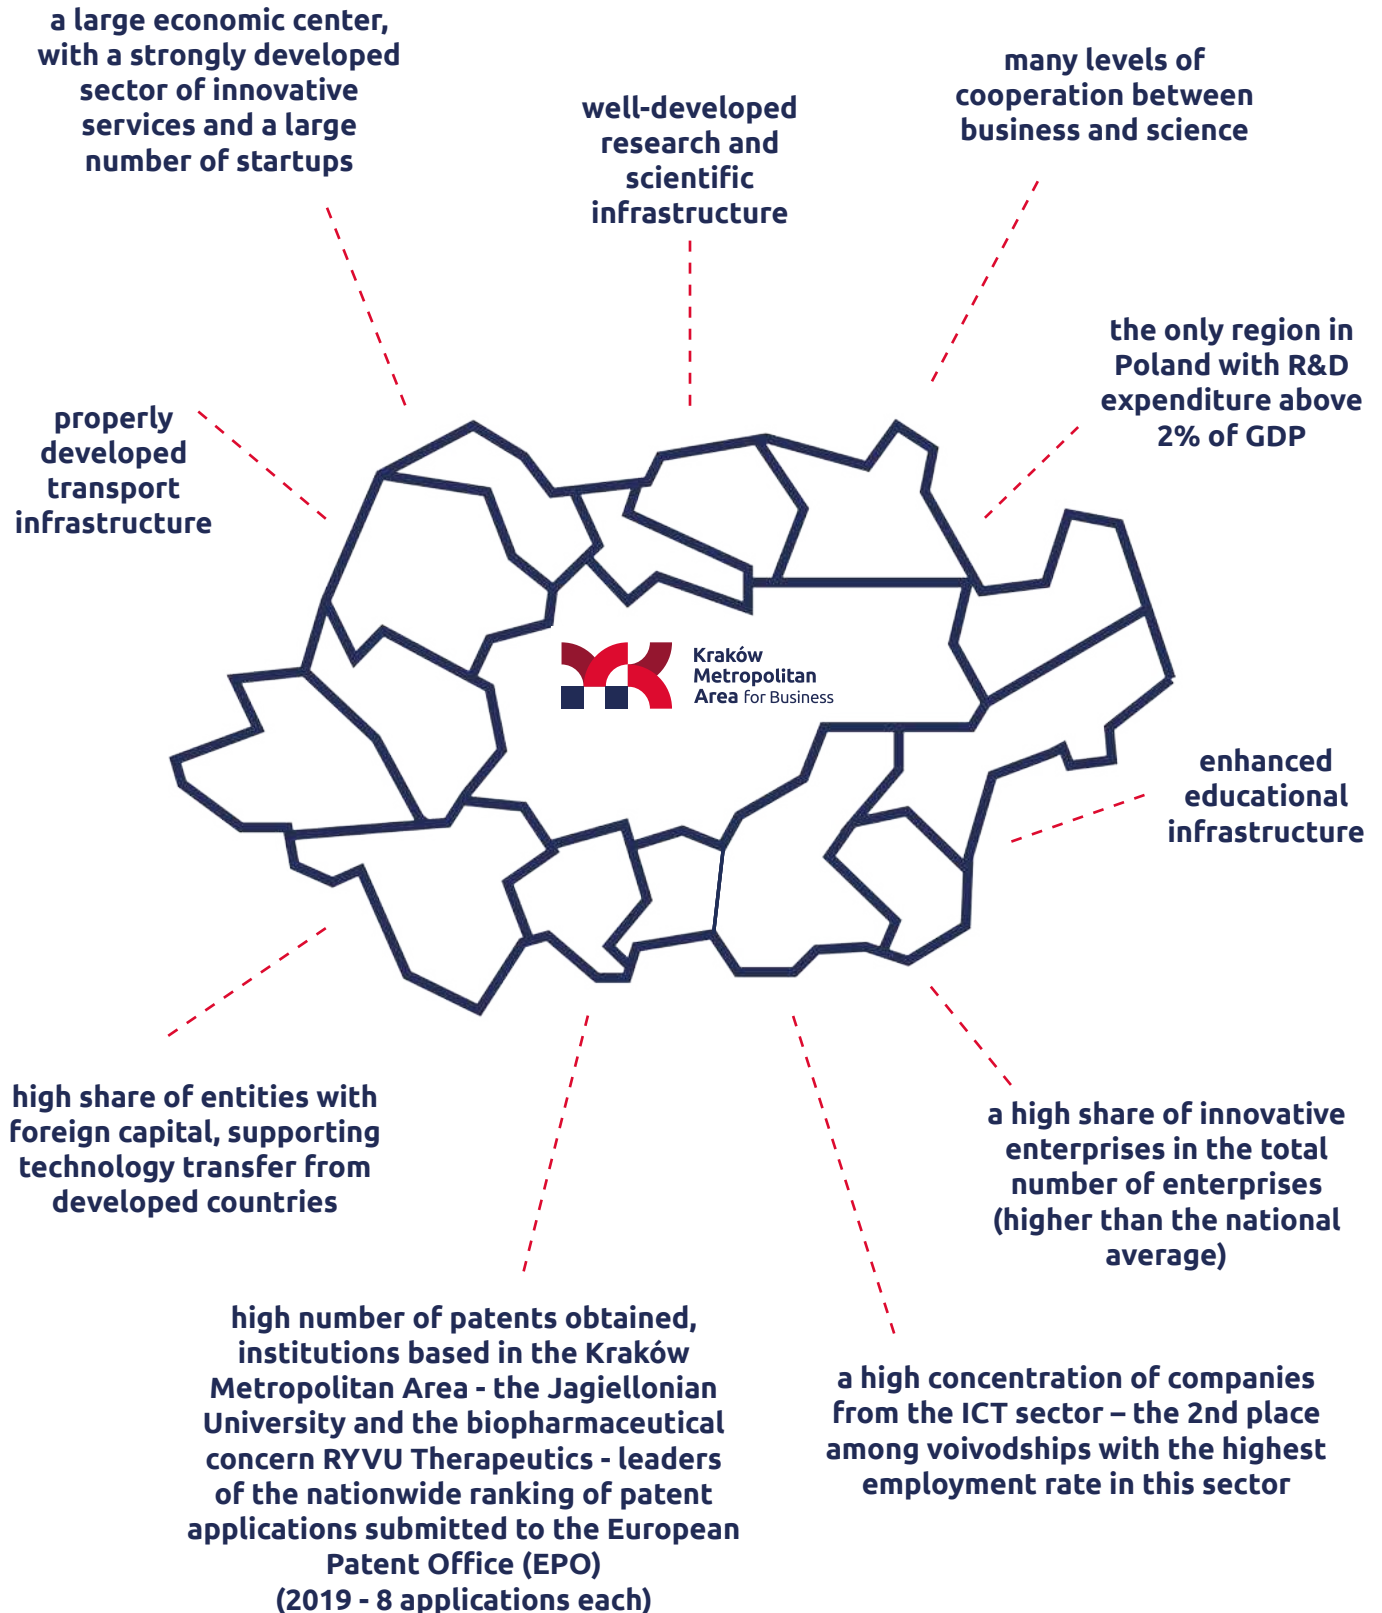 a large economic center,
with a strongly developed
sector of innovative
services and a large
number of startups
well-developed
research and
scientific
infrastructure
many levels of
cooperation between
business and science
the only region in
Poland with R&D
expenditure above
2% of GDP
properly
developed
transport
infrastructure
Kraków
Metropolitan
Area for Business
enhanced
educational
infrastructure
high share of entities with
foreign capital, supporting
technology transfer from
developed countries
a high share of innovative
enterprises in the total
number of enterprises
(higher than the national
average)
high number of patents obtained,
institutions based in the Kraków
Metropolitan Area - the Jagiellonian
University and the biopharmaceutical
concern RYVU Therapeutics - leaders
of the nationwide ranking of patent
applications submitted to the European
Patent Office (EPO)
(2019 - 8 applications each)
a high concentration of companies
from the ICT sector – the 2nd place
among voivodships with the highest
employment rate in this sector